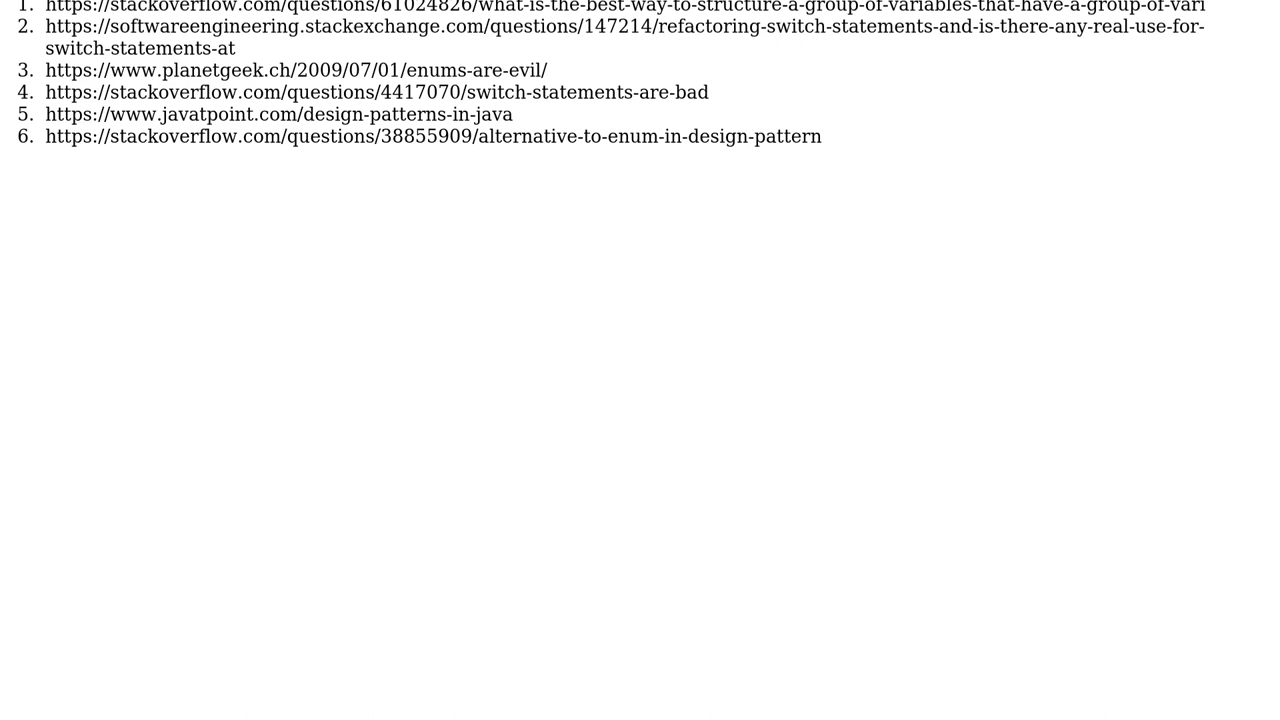 1. https://stackoverflow.com/questions/61024826/what-is-the-best-way-to-structure-a-group-of-variables-that-have-a-group-of-vari
2. https://softwareengineering.stackexchange.com/questions/147214/refactoring-switch-statements-and-is-there-any-real-use-for-
switch-statements-at
3. https://www.planetgeek.ch/2009/07/01/enums-are-evil/
4. https://stackoverflow.com/questions/4417070/switch-statements-are-bad
5. https://www.javatpoint.com/design-patterns-in-java
6. https://stackoverflow.com/questions/38855909/alternative-to-enum-in-design-pattern